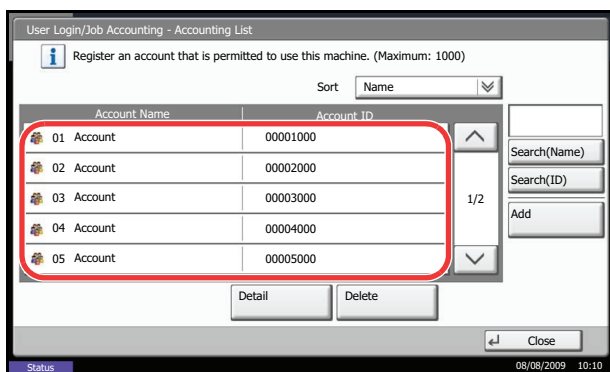 User Login/Job Accounting - Accounting List
i Register an account that is permitted to use this machine. (Maximum: 1000)
Sort Name
Account Name Account ID
01 Account 00001000
02 Account 00002000
03 Account 00003000
04 Account 00004000
05 Account 00005000
1/2
Search(Name)
Search(ID)
Add
Detail Delete
Close
Status 08/08/2009 10:10